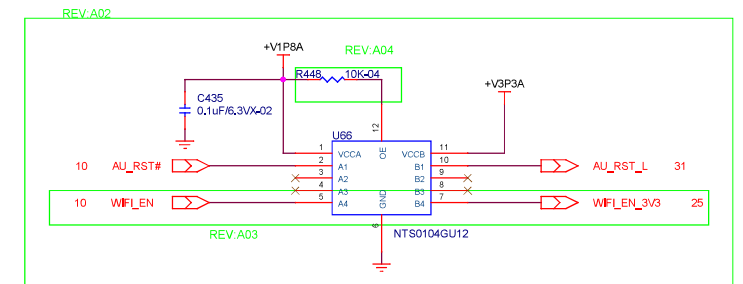 REV:A02
+V1P8A
REV:A04
R448
10K-04
+V3P3A
C435
0.1uF/6.3VX-02
12
U66
1
VCCA
OE
VCCB
11
10
AU_RST#
2
A1
B1
10
AU_RST_L
31
3
A2
B2
9
4
A3
B3
8
10
WIFI_EN
5
A4
GND
B4
7
WIFI_EN_3V3
25
6
REV:A03
NTS0104GU12